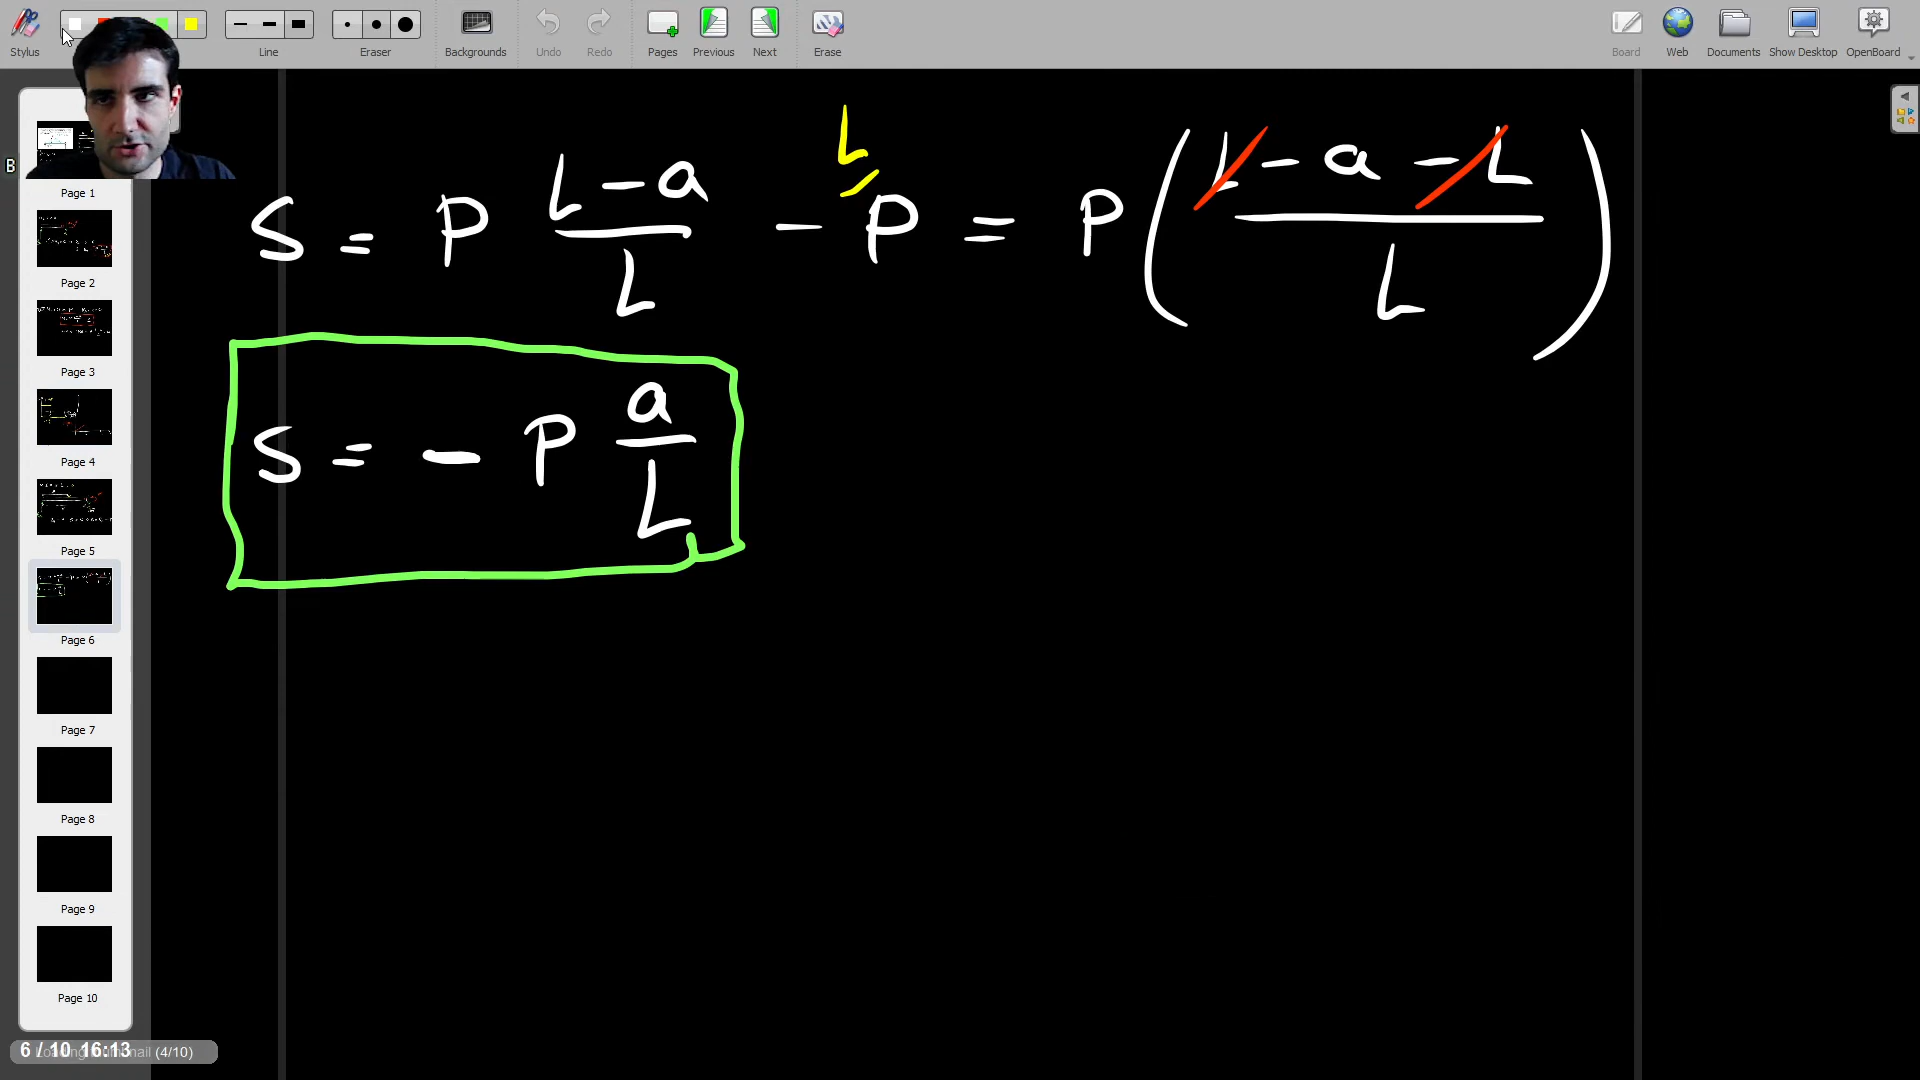 Stylus
Line
Eraser
Backgrounds
Undo
Redo
Pages
Previous
Next
Erase
Board
Web
Documents
Show Desktop
OpenBoard
B
Page 1
Page 2
Page 3
Page 4
Page 5
Page 6
Page 7
Page 8
Page 9
Page 10
L
S = P (L - a)/L - P = P ((L - a - L)/L)
S = - P a/L
6 / 10 16:13
(4/10)